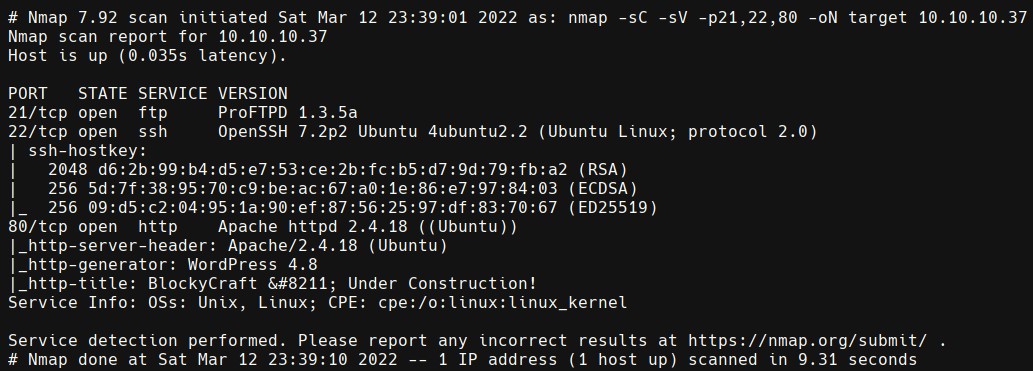 # Nmap 7.92 scan initiated Sat Mar 12 23:39:01 2022 as: nmap -sC -sV -p21,22,80 -oN target 10.10.10.37
Nmap scan report for 10.10.10.37
Host is up (0.035s latency).
PORT   STATE SERVICE VERSION
21/tcp open  ftp     ProFTPD 1.3.5a
22/tcp open  ssh     OpenSSH 7.2p2 Ubuntu 4ubuntu2.2 (Ubuntu Linux; protocol 2.0)
| ssh-hostkey:
|   2048 d6:2b:99:b4:d5:e7:53:ce:2b:fc:b5:d7:9d:79:fb:a2 (RSA)
|   256 5d:7f:38:95:70:c9:be:ac:67:a0:1e:86:e7:97:84:03 (ECDSA)
|_  256 09:d5:c2:04:95:1a:90:ef:87:56:25:97:df:83:70:67 (ED25519)
80/tcp open  http    Apache httpd 2.4.18 ((Ubuntu))
|_http-server-header: Apache/2.4.18 (Ubuntu)
|_http-generator: WordPress 4.8
|_http-title: BlockyCraft &#8211; Under Construction!
Service Info: OSs: Unix, Linux; CPE: cpe:/o:linux:linux_kernel
Service detection performed. Please report any incorrect results at https://nmap.org/submit/ .
# Nmap done at Sat Mar 12 23:39:10 2022 -- 1 IP address (1 host up) scanned in 9.31 seconds